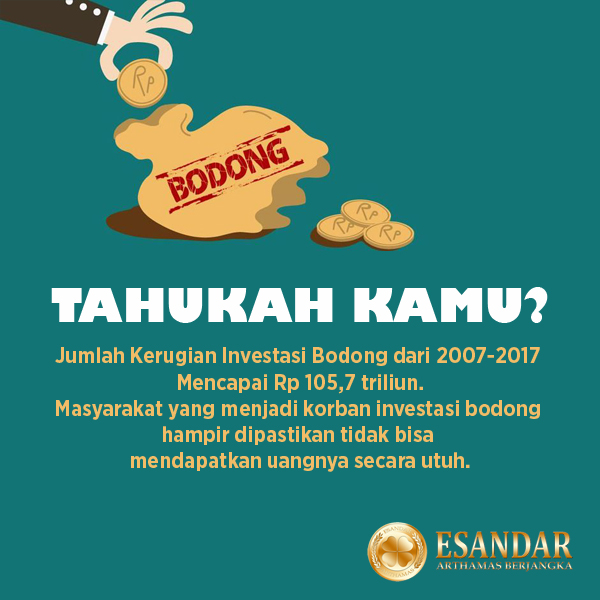 Rp
BODONG
Rp
Rp
Rp
TAHUKAH KAMU?
Jumlah Kerugian Investasi Bodong dari 2007-2017
Mencapai Rp 105,7 triliun.
Masyarakat yang menjadi korban investasi bodong
hampir dipastikan tidak bisa
mendapatkan uangnya secara utuh.
ESANDAR
ARTHAMAS BERJANGKA